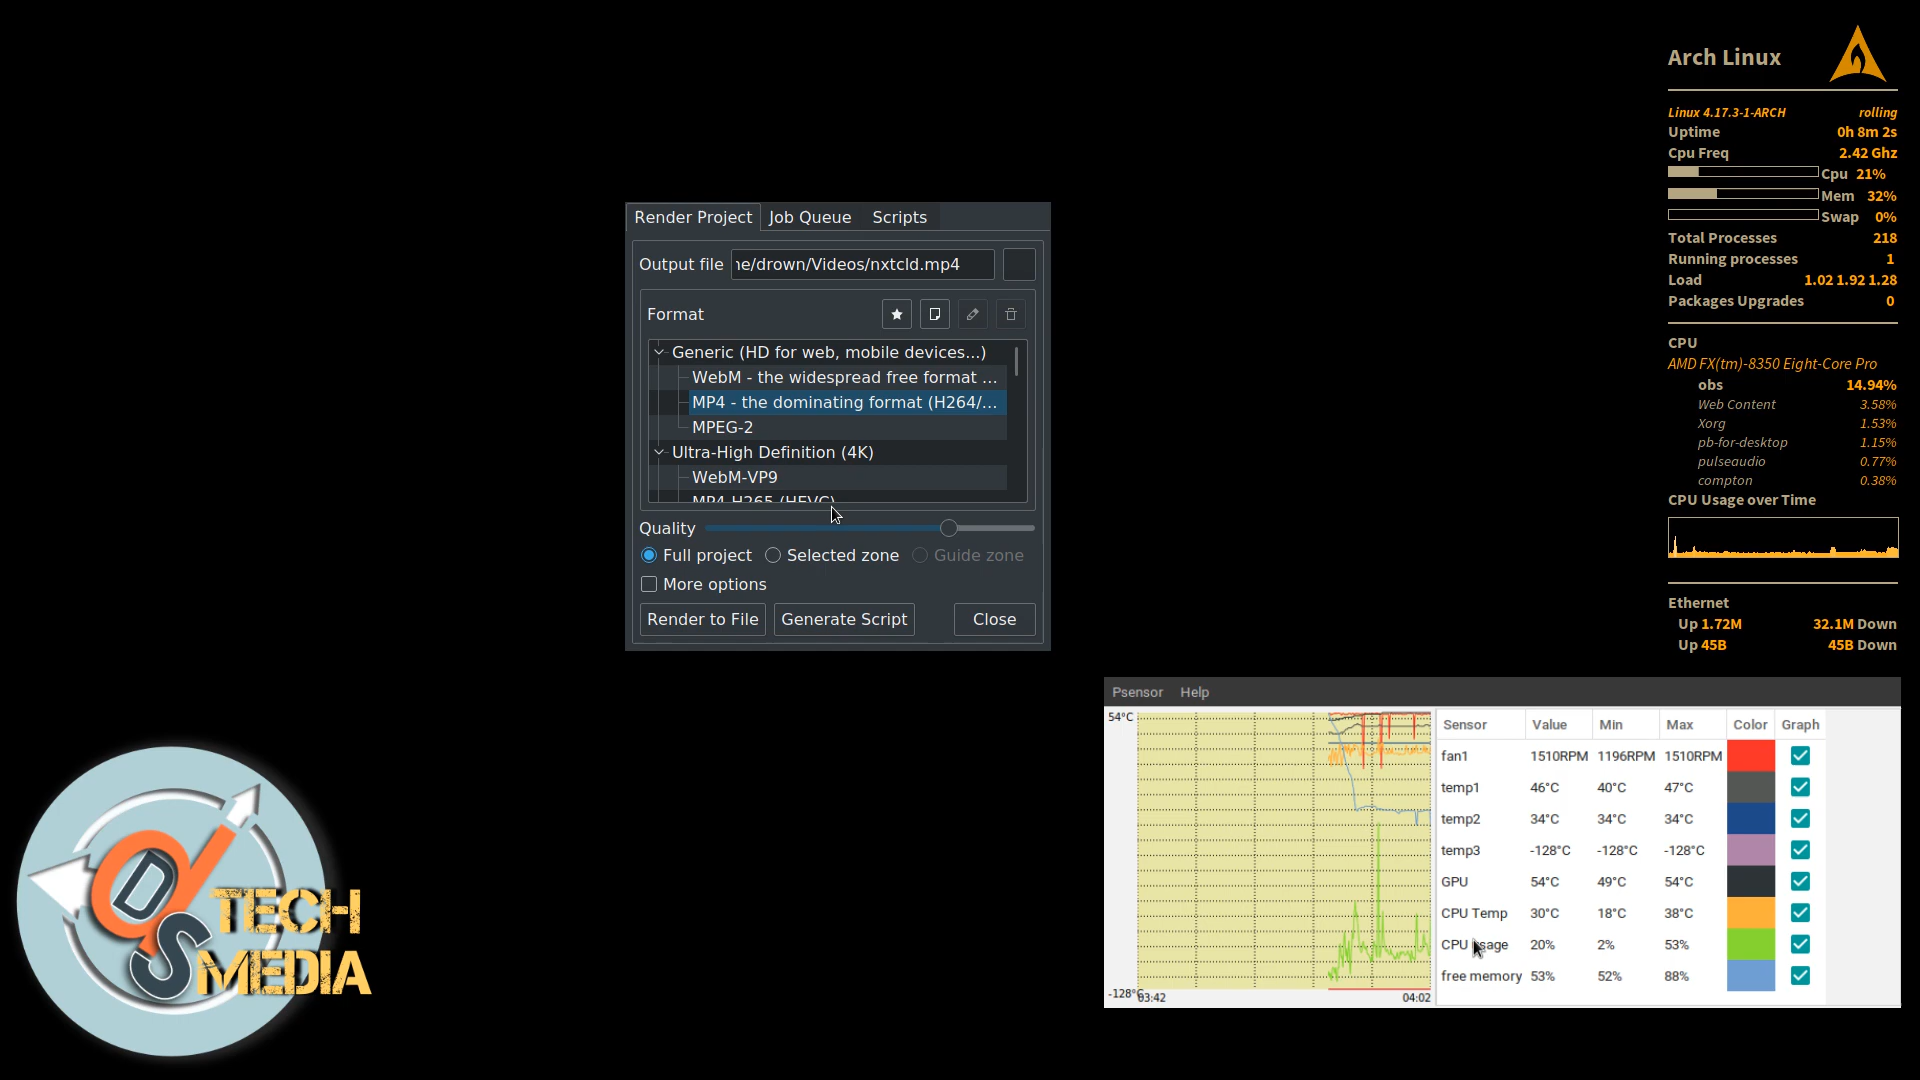 Arch Linux
Linux 4.17.3-1-ARCH rolling
Uptime 0h 8m 2s
Cpu Freq 2.42 Ghz
Cpu 21%
Mem 32%
Swap 0%
Total Processes 218
Running processes 1
Load 1.02 1.92 1.28
Packages Upgrades 0
CPU
AMD FX(tm)-8350 Eight-Core Pro
obs 14.94%
Web Content 3.58%
Xorg 1.53%
pb-for-desktop 1.15%
pulseaudio 0.77%
compton 0.38%
CPU Usage over Time
Ethernet
Up 1.72M 32.1M Down
Up 45B 45B Down
Render Project Job Queue Scripts
Output file ne/drown/Videos/nxtcld.mp4
Format
Generic (HD for web, mobile devices...)
WebM - the widespread free format ...
MP4 - the dominating format (H264/...
MPEG-2
Ultra-High Definition (4K)
WebM-VP9
MP4-H265 (HEVC)
Quality
Full project Selected zone Guide zone
More options
Render to File Generate Script Close
Psensor Help
54°C
-128°C
03:42 04:02
Sensor Value Min Max Color Graph
fan1 1510RPM 1196RPM 1510RPM
temp1 46°C 40°C 47°C
temp2 34°C 34°C 34°C
temp3 -128°C -128°C -128°C
GPU 54°C 49°C 54°C
CPU Temp 30°C 18°C 38°C
CPU usage 20% 2% 53%
free memory 53% 52% 88%
DS
TECH
MEDIA